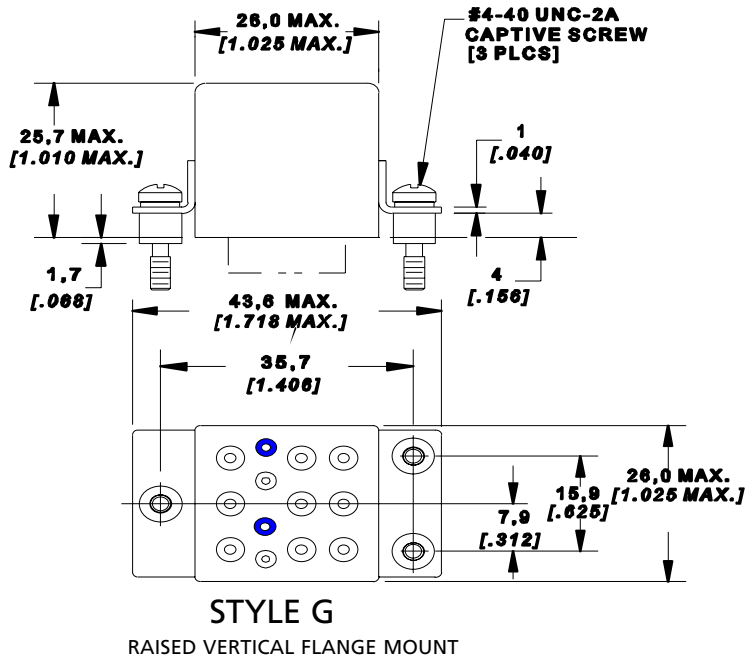 26,0 MAX.
[1.025 MAX.]
#4-40 UNC-2A
CAPTIVE SCREW
[3 PLCS]
25,7 MAX.
[1.010 MAX.]
1
[.040]
1,7
[.068]
4
[.156]
43,6 MAX.
[1.718 MAX.]
35,7
[1.406]
26,0 MAX.
[1.025 MAX.]
15,9
[.625]
7,9
[.312]
STYLE G
RAISED VERTICAL FLANGE MOUNT